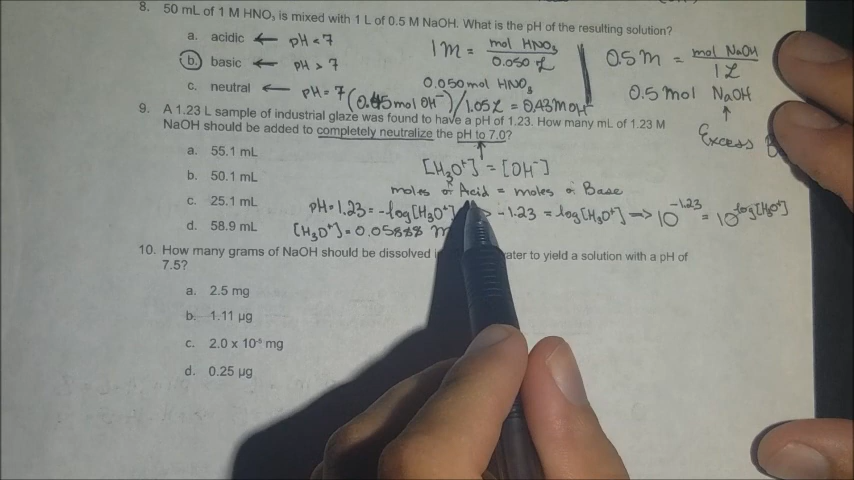 8. 50 mL of 1 M HNO₃ is mixed with 1 L of 0.5 M NaOH. What is the pH of the resulting solution?
a. acidic ← pH < 7
b. basic ← pH > 7
c. neutral ← pH = 7
1M = mol HNO₃ / 0.050 L
0.050 mol HNO₃
0.5M = mol NaOH / 1L
0.5 mol NaOH
↑
Excess
(0.45 mol OH⁻)/1.05L = 0.43M OH⁻
9. A 1.23 L sample of industrial glaze was found to have a pH of 1.23. How many mL of 1.23 M
NaOH should be added to completely neutralize the pH to 7.0?
a. 55.1 mL
b. 50.1 mL
c. 25.1 mL
d. 58.9 mL
[H₃O⁺] = [OH⁻]
moles of Acid = moles of Base
pH = 1.23 = -log[H₃O⁺] -1.23 = log[H₃O⁺] → 10^-1.23 = 10^log[H₃O⁺]
[H₃O⁺] = 0.05888
10. How many grams of NaOH should be dissolved to yield a solution with a pH of
7.5?
a. 2.5 mg
b. 1.11 µg
c. 2.0 x 10⁻⁵ mg
d. 0.25 µg